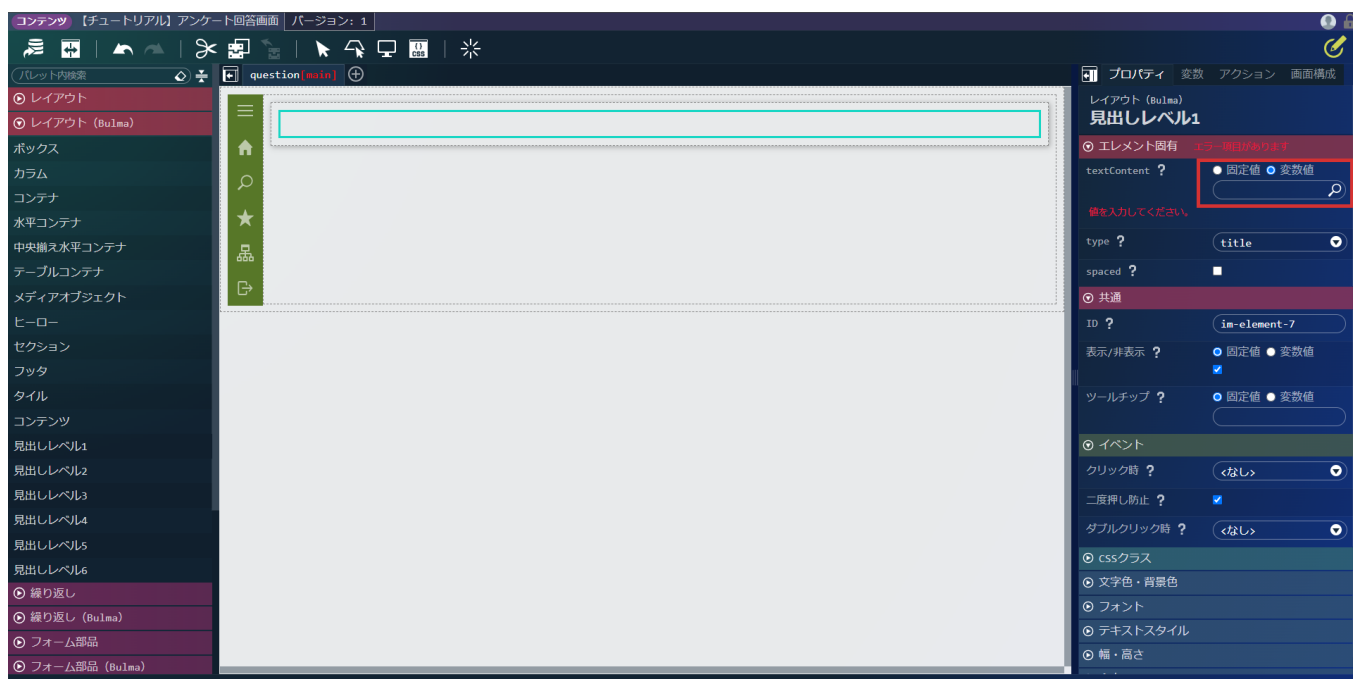 コンテンツ 【チュートリアル】アンケート回答画面 バージョン: 1
パレット内検索
question[main]
プロパティ 変数 アクション 画面構成
レイアウト
レイアウト (Bulma)
ボックス
カラム
コンテナ
水平コンテナ
中央揃え水平コンテナ
テーブルコンテナ
メディアオブジェクト
ヒーロー
セクション
フッタ
タイル
コンテンツ
見出しレベル1
見出しレベル2
見出しレベル3
見出しレベル4
見出しレベル5
見出しレベル6
繰り返し
繰り返し (Bulma)
フォーム部品
フォーム部品 (Bulma)
レイアウト (Bulma)
見出しレベル1
エレメント固有 エラー項目があります
textContent ? 固定値 変数値
値を入力してください。
type ? title
spaced ?
共通
ID ? im-element-7
表示/非表示 ? 固定値 変数値
ツールチップ ? 固定値 変数値
イベント
クリック時 ? <なし>
二度押し防止 ?
ダブルクリック時 ? <なし>
CSSクラス
文字色・背景色
フォント
テキストスタイル
幅・高さ